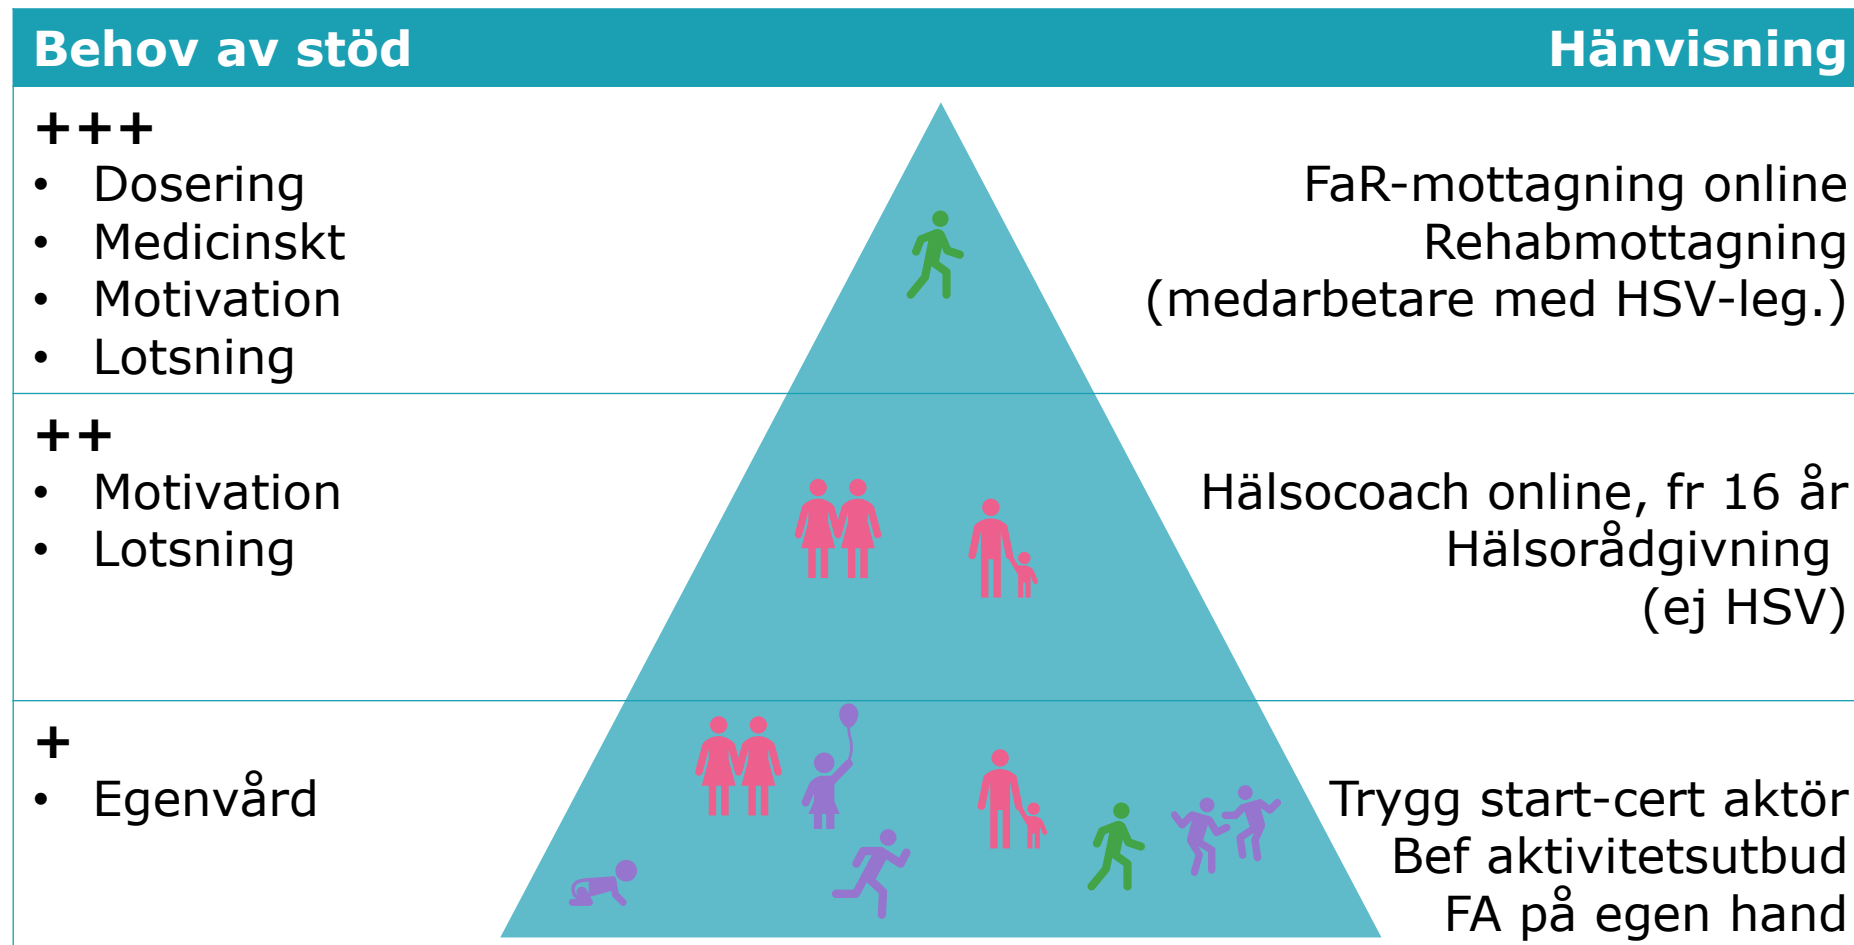 Behov av stöd
Hänvisning
+++
• Dosering
• Medicinskt
• Motivation
• Lotsning
FaR-mottagning online
Rehabmottagning
(medarbetare med HSV-leg.)
++
• Motivation
• Lotsning
Hälsocoach online, fr 16 år
Hälsorådgivning
(ej HSV)
+
• Egenvård
Trygg start-cert aktör
Bef aktivitetsutbud
FA på egen hand